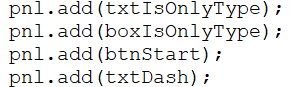 pnl.add(txtIsOnlyType);
pnl.add(boxIsOnlyType);
pnl.add(btnStart);
pnl.add(txtDash);